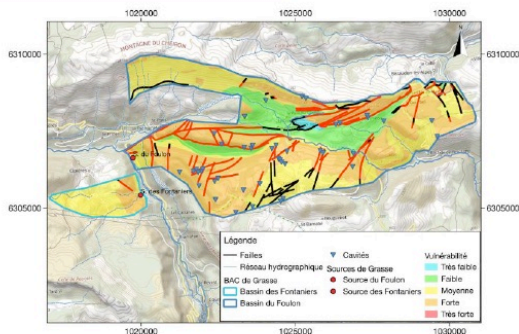 1020000
1025000
1030000
6310000
6310000
MONTAGNE DU CHEIRON
du Foulon
des Fontaniers
6305000
6305000
Légende
Failles
Réseau hydrographique
BAC de Grasse
Bassin des Fontaniers
Bassin du Foulon
Cavités
Sources de Grasse
Source du Foulon
Source des Fontaniers
Vulnérabilité
Très faible
Faible
Moyenne
Forte
Très forte
1020000
1025000
1030000